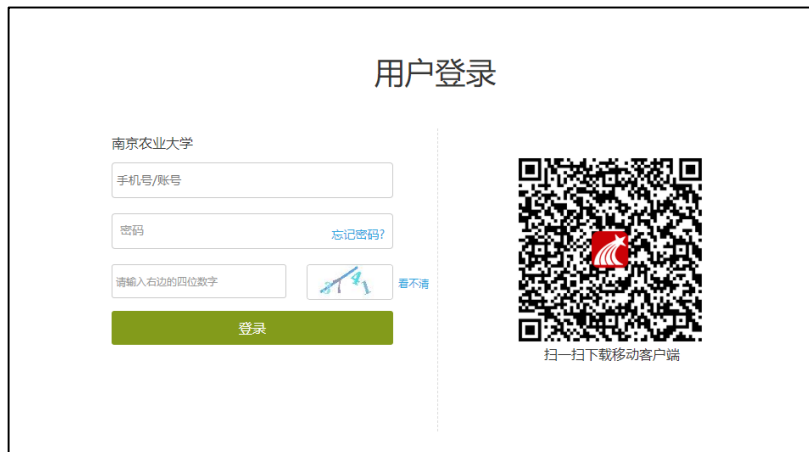 用户登录
南京农业大学
手机号/账号
密码
忘记密码?
请输入右边的四位数字
看不清
登录
扫一扫下载移动客户端